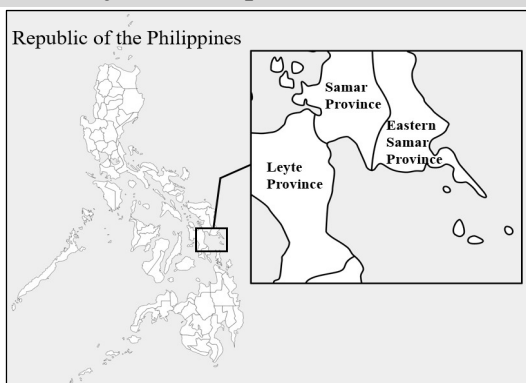 Republic of the Philippines
Samar
Province
Eastern
Samar
Province
Leyte
Province